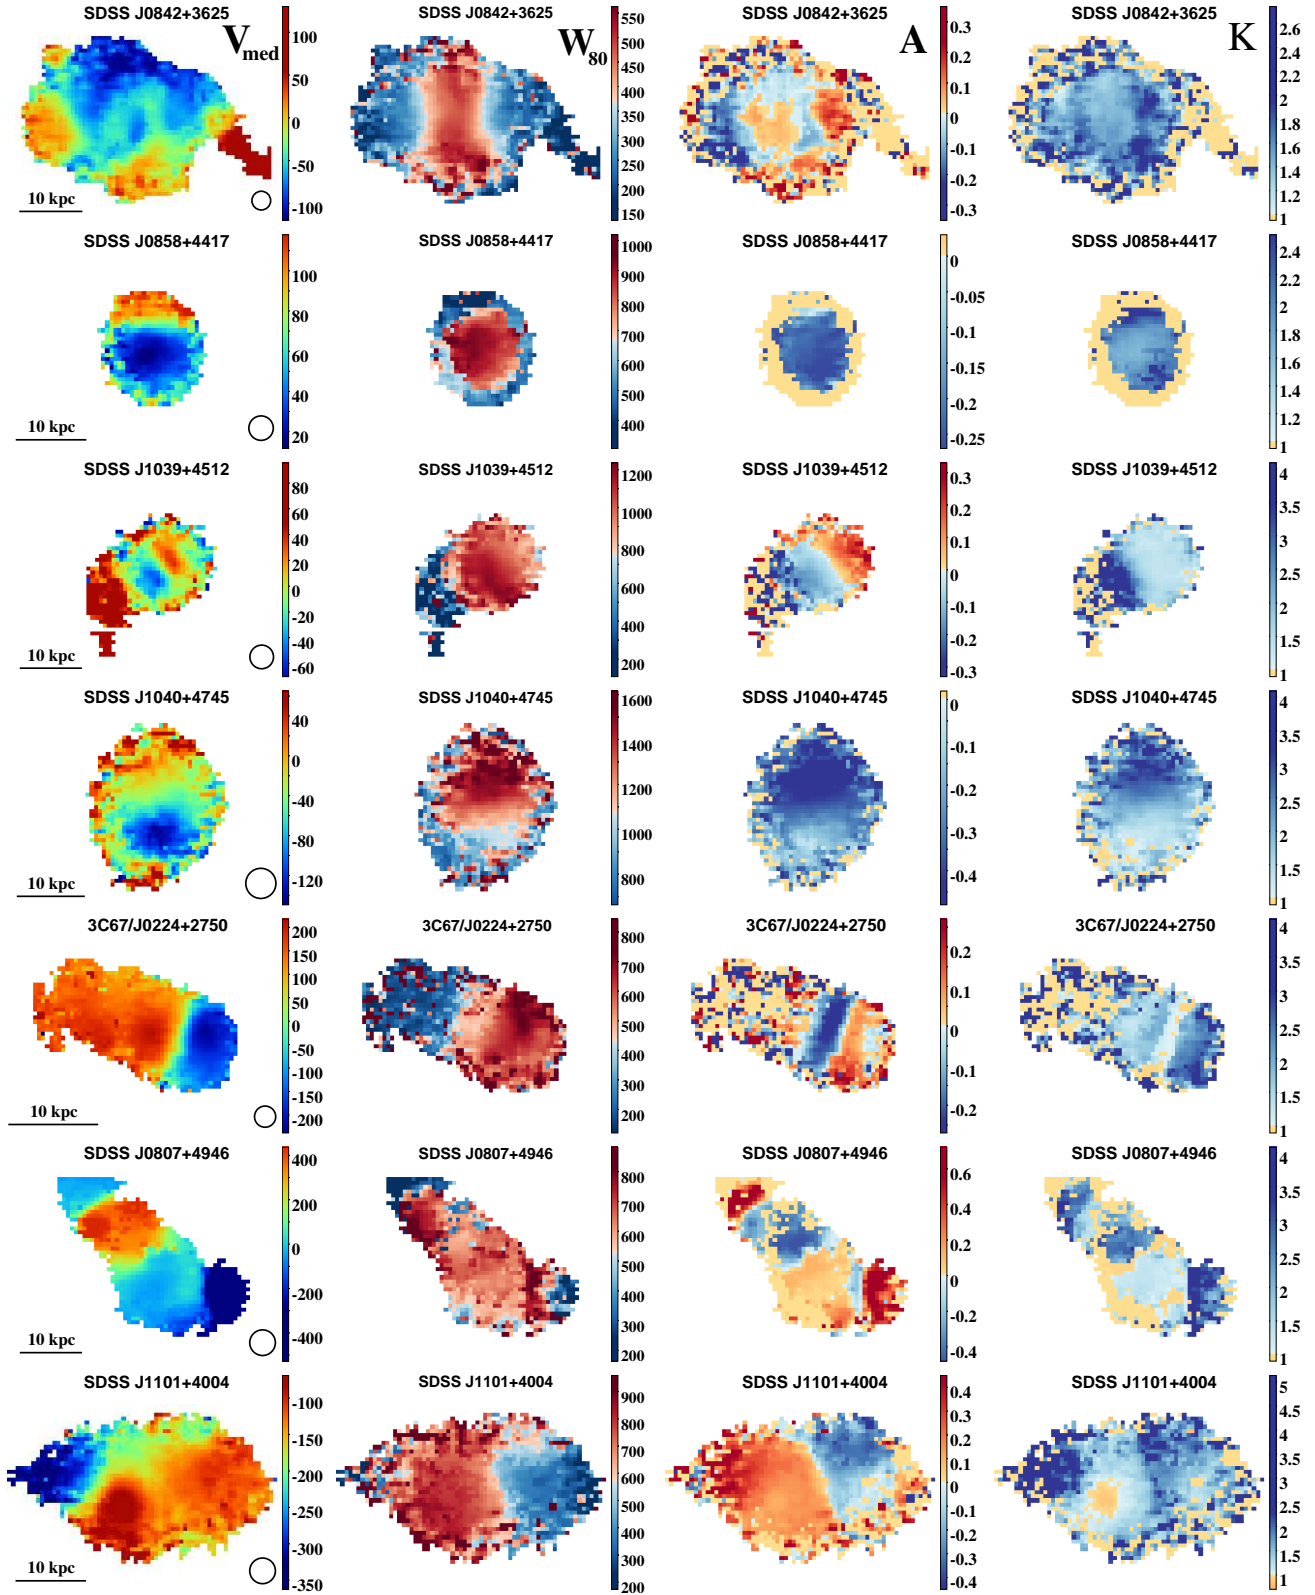 SDSS J0842+3625 SDSS J0842+3625 SDSS J0842+3625 SDSS J0842+3625
Vmed W80 A K
100 50 0 -50 -100
550 500 450 400 350 300 250 200 150
0.3 0.2 0.1 0 -0.1 -0.2 -0.3
2.6 2.4 2.2 2 1.8 1.6 1.4 1.2 1
10 kpc
SDSS J0858+4417 SDSS J0858+4417 SDSS J0858+4417 SDSS J0858+4417
100 80 60 40 20
1000 900 800 700 600 500 400
0 -0.05 -0.1 -0.15 -0.2 -0.25
2.4 2.2 2 1.8 1.6 1.4 1.2 1
10 kpc
SDSS J1039+4512 SDSS J1039+4512 SDSS J1039+4512 SDSS J1039+4512
80 60 40 20 0 -20 -40 -60
1200 1000 800 600 400 200
0.3 0.2 0.1 0 -0.1 -0.2 -0.3
4 3.5 3 2.5 2 1.5 1
10 kpc
SDSS J1040+4745 SDSS J1040+4745 SDSS J1040+4745 SDSS J1040+4745
40 0 -40 -80 -120
1600 1400 1200 1000 800
0 -0.1 -0.2 -0.3 -0.4
4 3.5 3 2.5 2 1.5 1
10 kpc
3C67/J0224+2750 3C67/J0224+2750 3C67/J0224+2750 3C67/J0224+2750
200 150 100 50 0 -50 -100 -150 -200
800 700 600 500 400 300 200
0.2 0.1 0 -0.1 -0.2
4 3.5 3 2.5 2 1.5 1
10 kpc
SDSS J0807+4946 SDSS J0807+4946 SDSS J0807+4946 SDSS J0807+4946
400 200 0 -200 -400
800 700 600 500 400 300 200
0.6 0.4 0.2 0 -0.2 -0.4
4 3.5 3 2.5 2 1.5 1
10 kpc
SDSS J1101+4004 SDSS J1101+4004 SDSS J1101+4004 SDSS J1101+4004
-100 -150 -200 -250 -300 -350
900 800 700 600 500 400 300 200
0.4 0.3 0.2 0.1 0 -0.1 -0.2 -0.3 -0.4
5 4.5 4 3.5 3 2.5 2 1.5 1
10 kpc